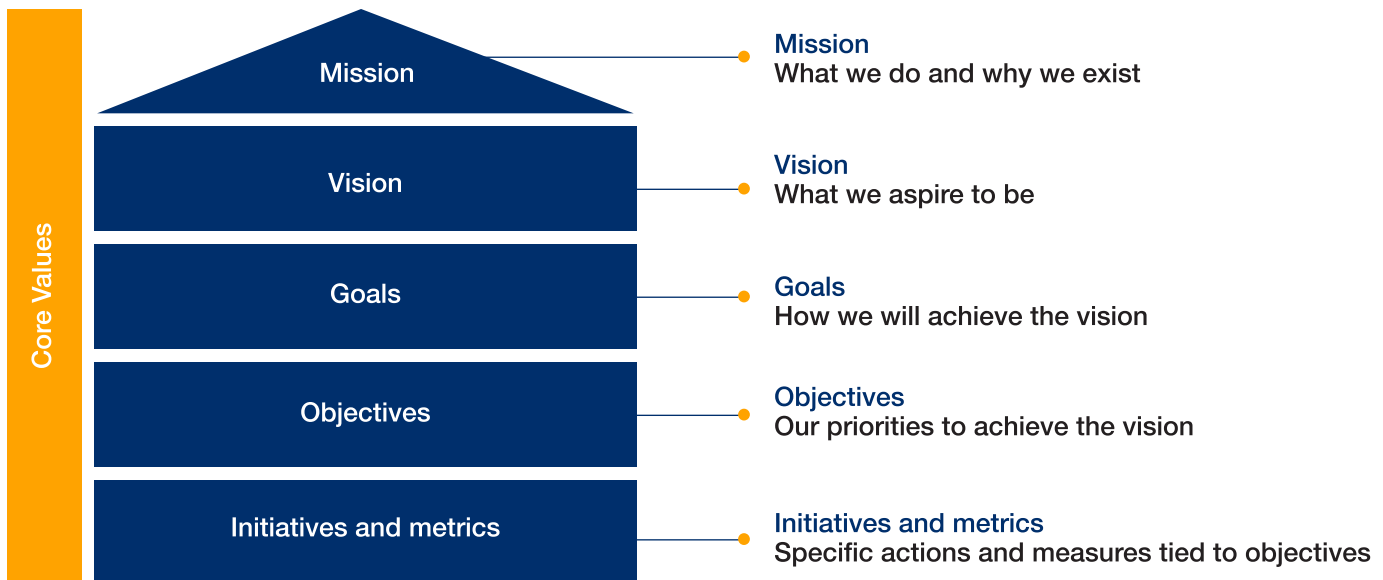 Core Values
Mission
Vision
Goals
Objectives
Initiatives and metrics
Mission
What we do and why we exist
Vision
What we aspire to be
Goals
How we will achieve the vision
Objectives
Our priorities to achieve the vision
Initiatives and metrics
Specific actions and measures tied to objectives